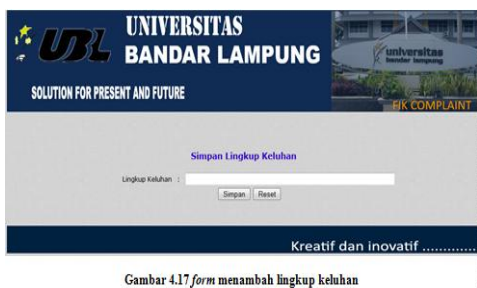 UBL
UNIVERSITAS
BANDAR LAMPUNG
universitas
bandar lampung
SOLUTION FOR PRESENT AND FUTURE
FIK COMPLAINT
Simpan Lingkup Keluhan
Lingkup Keluhan :
Simpan Reset
Kreatif dan inovatif .............
Gambar 4.17 form menambah lingkup keluhan